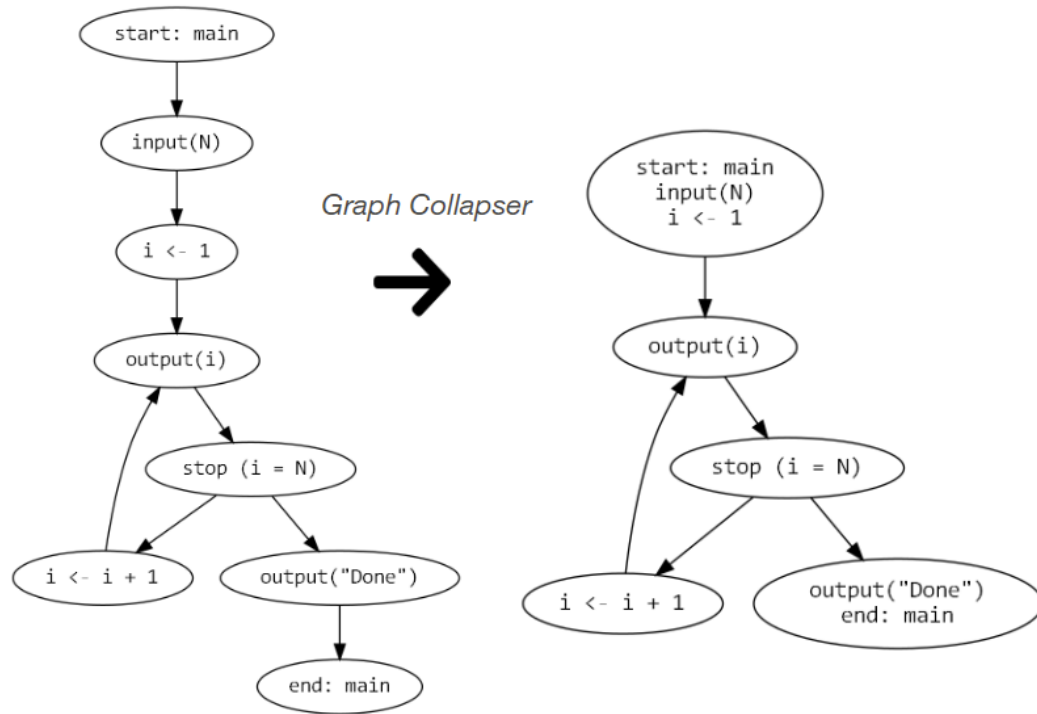 start: main
input(N)
i <- 1
output(i)
stop (i = N)
i <- i + 1
output("Done")
end: main
Graph Collapser
start: main
input(N)
i <- 1
output(i)
stop (i = N)
i <- i + 1
output("Done")
end: main